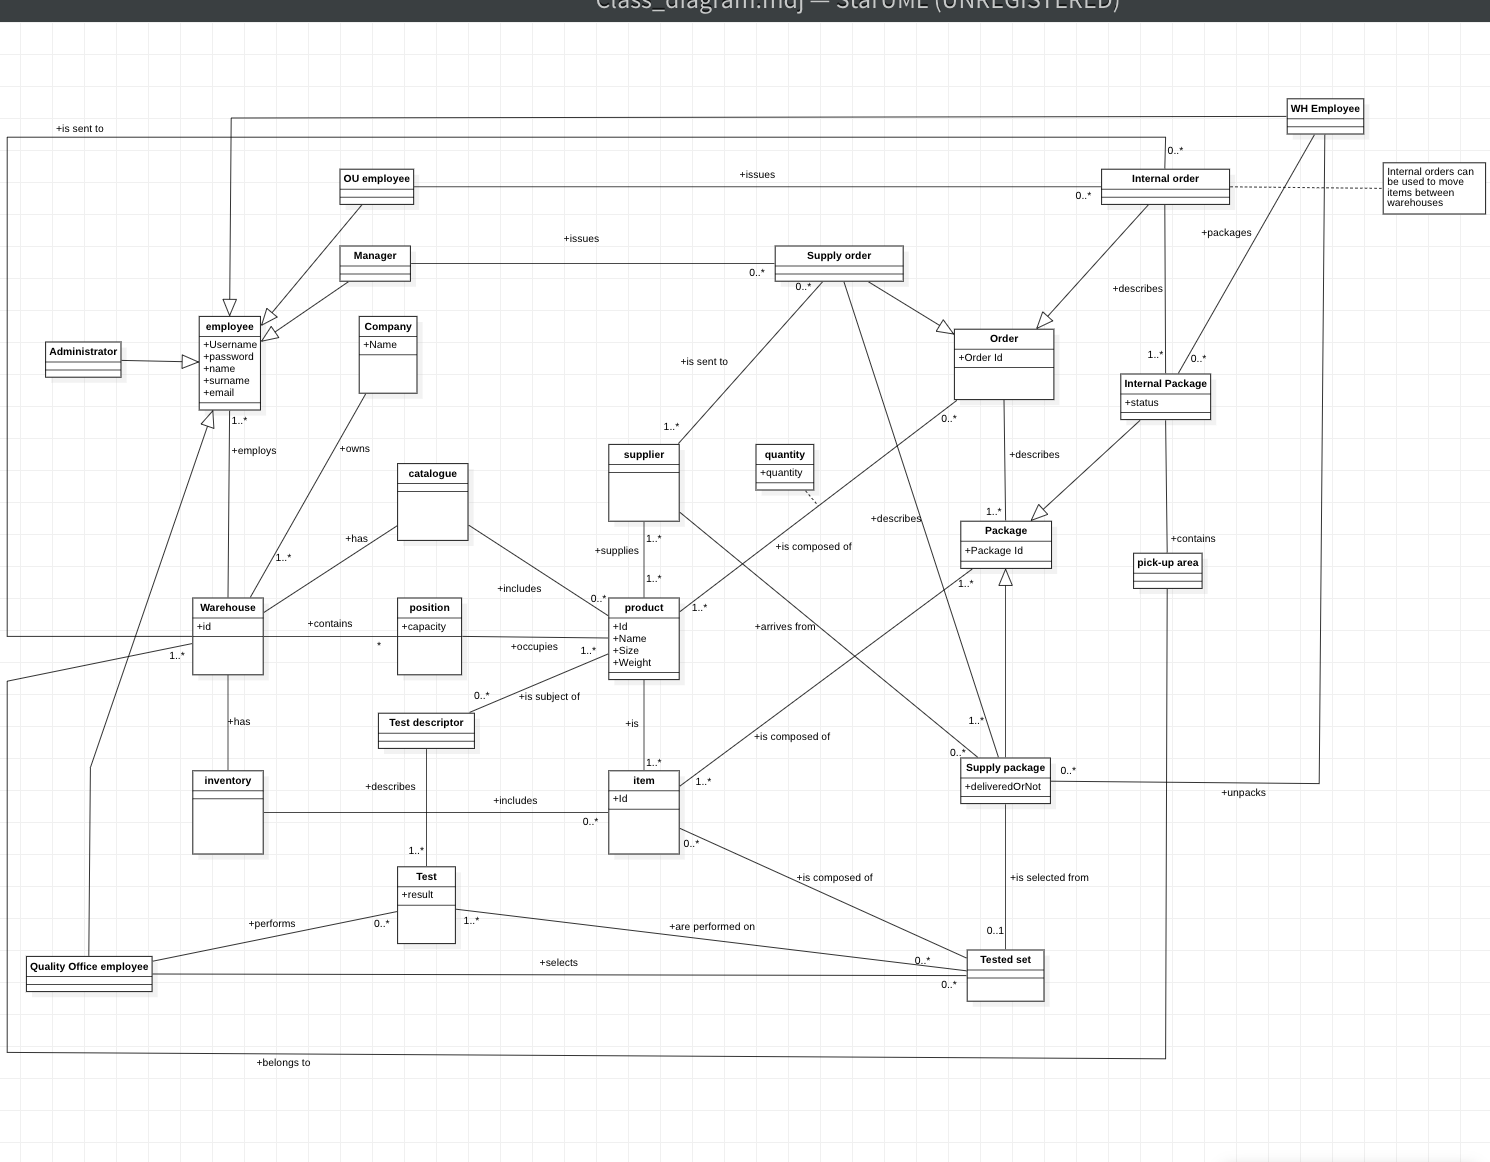 Class_diagram.mdj — StarUML (UNREGISTERED)
WH Employee
+is sent to
0..*
OU employee
+issues
0..*
Internal order
Internal orders can
be used to move
items between
warehouses
+packages
Manager
+issues
0..*
Supply order
0..*
+describes
employee
+Username
+password
+name
+surname
+email
Company
+Name
Administrator
Order
+Order Id
+is sent to
1..*
0..*
Internal Package
+status
1..*
+employs
+owns
1..*
0..*
supplier
quantity
+quantity
+describes
catalogue
1..*
+describes
Package
+Package Id
+has
+supplies
1..*
1..*
+is composed of
+contains
pick-up area
1..*
+includes
0..*
1..*
1..*
Warehouse
+id
position
+capacity
product
+Id
+Name
+Size
+Weight
+contains
*
+occupies
1..*
+arrives from
1..*
0..*
+is subject of
Test descriptor
+has
+is
1..*
+is composed of
1..*
0..*
inventory
item
+Id
1..*
Supply package
+deliveredOrNot
0..*
+unpacks
+describes
+includes
0..*
0..*
1..*
Test
+result
+is composed of
+is selected from
+performs
0..*
1..*
+are performed on
0..1
Quality Office employee
+selects
0..*
0..*
Tested set
+belongs to